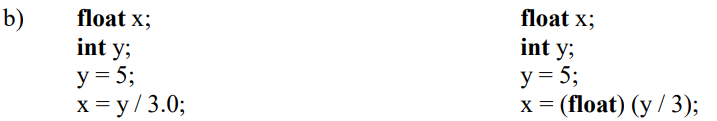 b) float x;
int y;
y = 5;
x = y / 3.0;
float x;
int y;
y = 5;
x = (float) (y / 3);